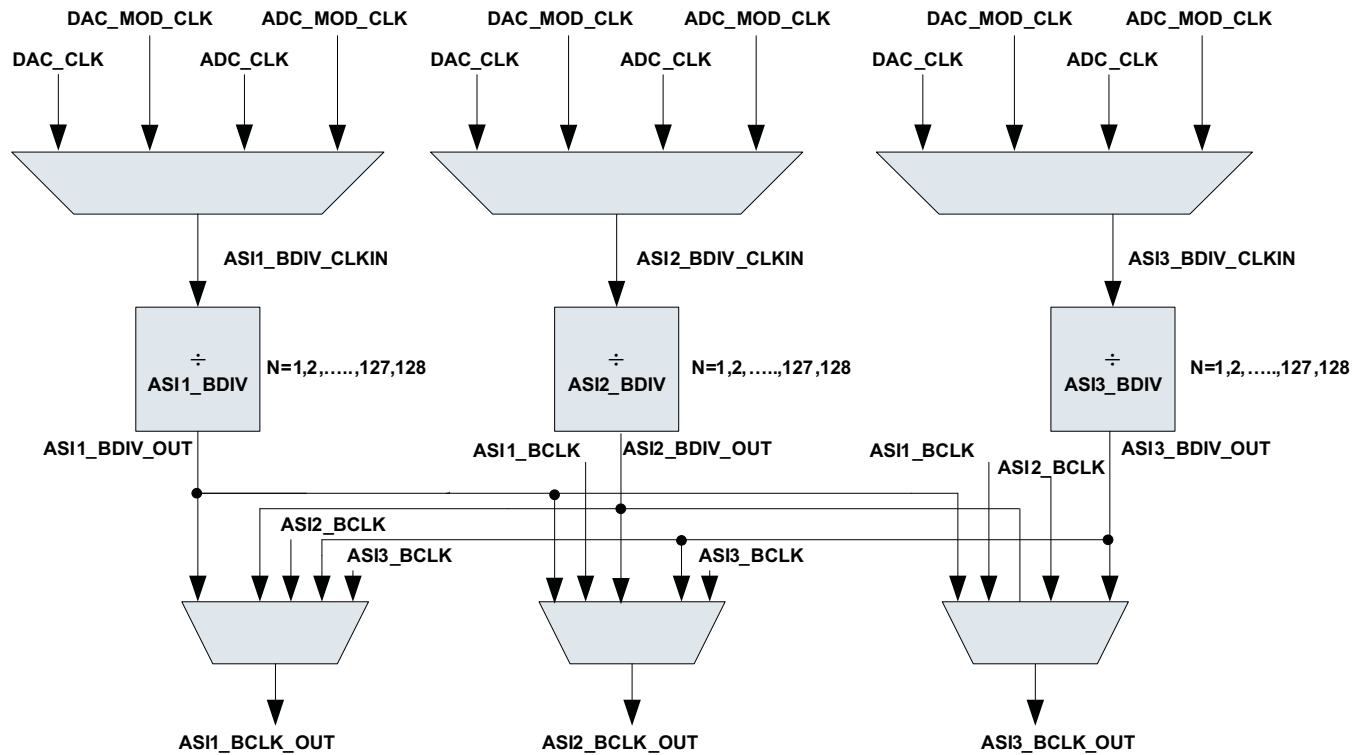 DAC_MOD_CLK ADC_MOD_CLK DAC_MOD_CLK ADC_MOD_CLK DAC_MOD_CLK ADC_MOD_CLK
DAC_CLK ADC_CLK DAC_CLK ADC_CLK DAC_CLK ADC_CLK
ASI1_BDIV_CLKIN ASI2_BDIV_CLKIN ASI3_BDIV_CLKIN
÷ ÷ ÷
ASI1_BDIV N=1,2,.....,127,128 ASI2_BDIV N=1,2,.....,127,128 ASI3_BDIV N=1,2,.....,127,128
ASI1_BDIV_OUT ASI1_BCLK ASI2_BDIV_OUT ASI1_BCLK ASI3_BDIV_OUT
ASI2_BCLK
ASI2_BCLK
ASI3_BCLK ASI3_BCLK
ASI1_BCLK_OUT ASI2_BCLK_OUT ASI3_BCLK_OUT